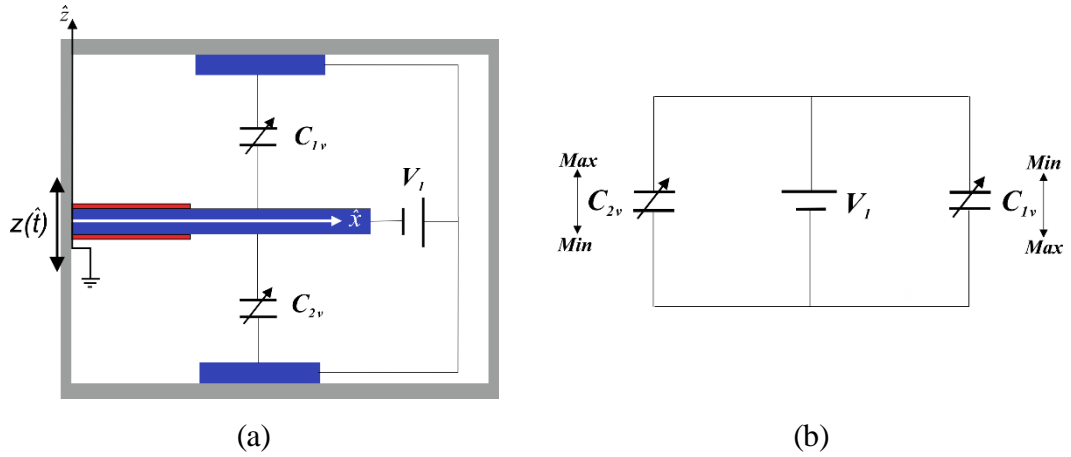 ẑ
C1v
V1
z(t̂)
x̂
C2v
(a)
Max
C2v
Min
V1
Min
C1v
Max
(b)